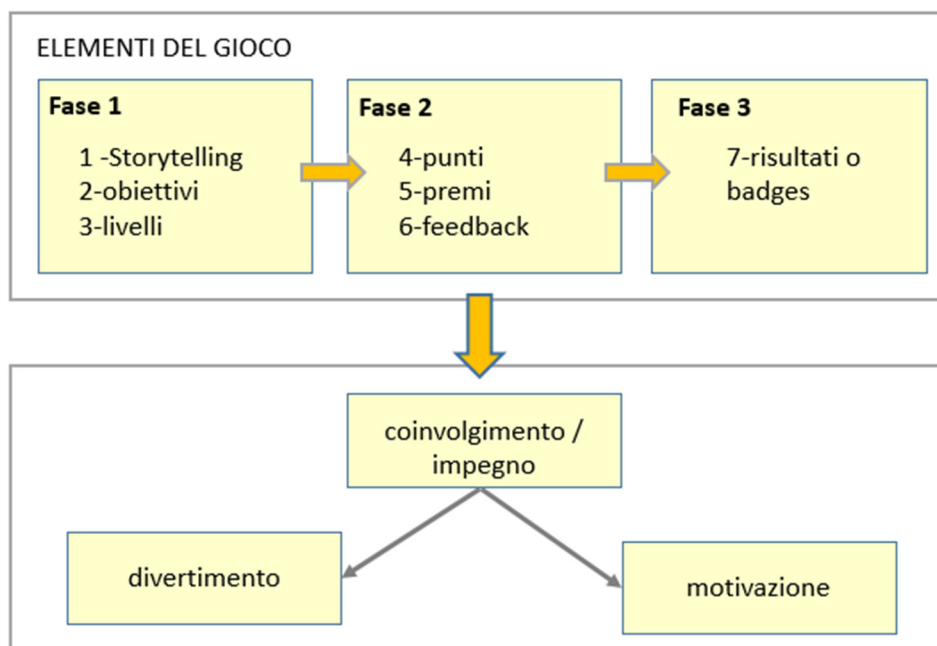 ELEMENTI DEL GIOCO
Fase 1
1 -Storytelling
2-obiettivi
3-livelli
Fase 2
4-punti
5-premi
6-feedback
Fase 3
7-risultati o
badges
coinvolgimento /
impegno
divertimento
motivazione